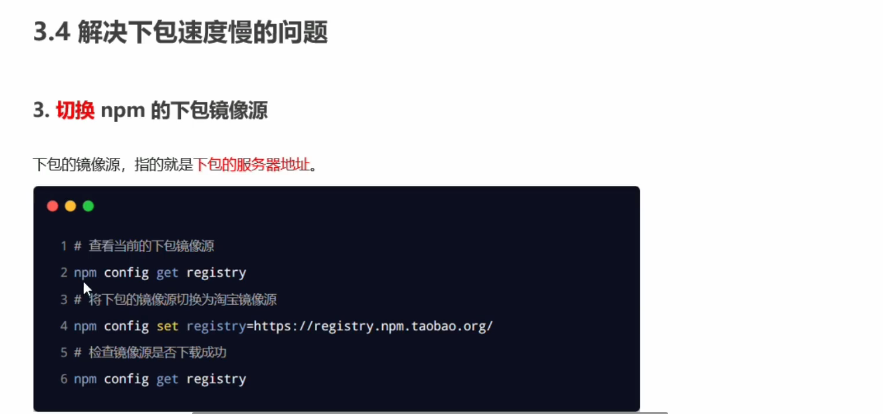 3.4 解决下包速度慢的问题
3. 切换 npm 的下包镜像源
下包的镜像源，指的就是下包的服务器地址。
1 # 查看当前的下包镜像源
2 npm config get registry
3 # 将下包的镜像源切换为淘宝镜像源
4 npm config set registry=https://registry.npm.taobao.org/
5 # 检查镜像源是否下载成功
6 npm config get registry